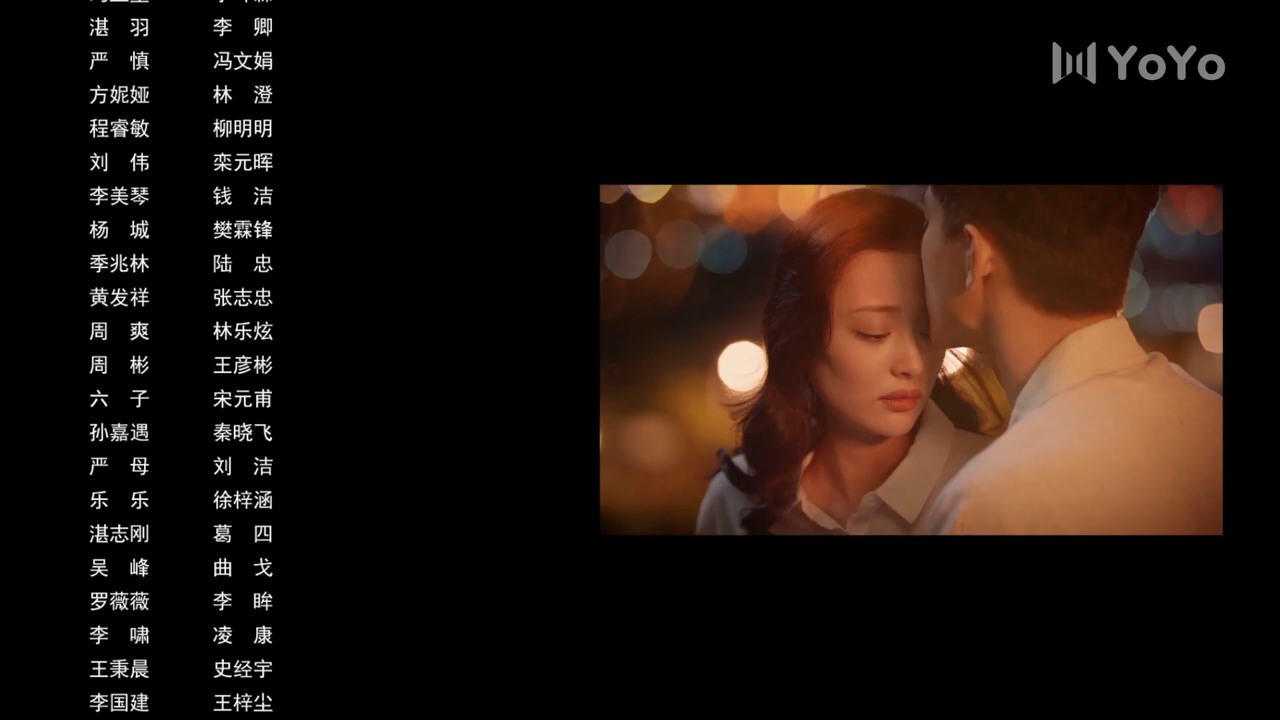 湛 羽 李 卿
严 慎 冯文娟
方妮娅 林 澄
程睿敏 柳明明
刘 伟 栾元晖
李美琴 钱 洁
杨 城 樊霖锋
季兆林 陆 忠
黄发祥 张志忠
周 爽 林乐炫
周 彬 王彦彬
六 子 宋元甫
孙嘉遇 秦晓飞
严 母 刘 洁
乐 乐 徐梓涵
湛志刚 葛 四
吴 峰 曲 戈
罗薇薇 李 眸
李 啸 凌 康
王秉晨 史经宇
李国建 王梓尘
YoYo